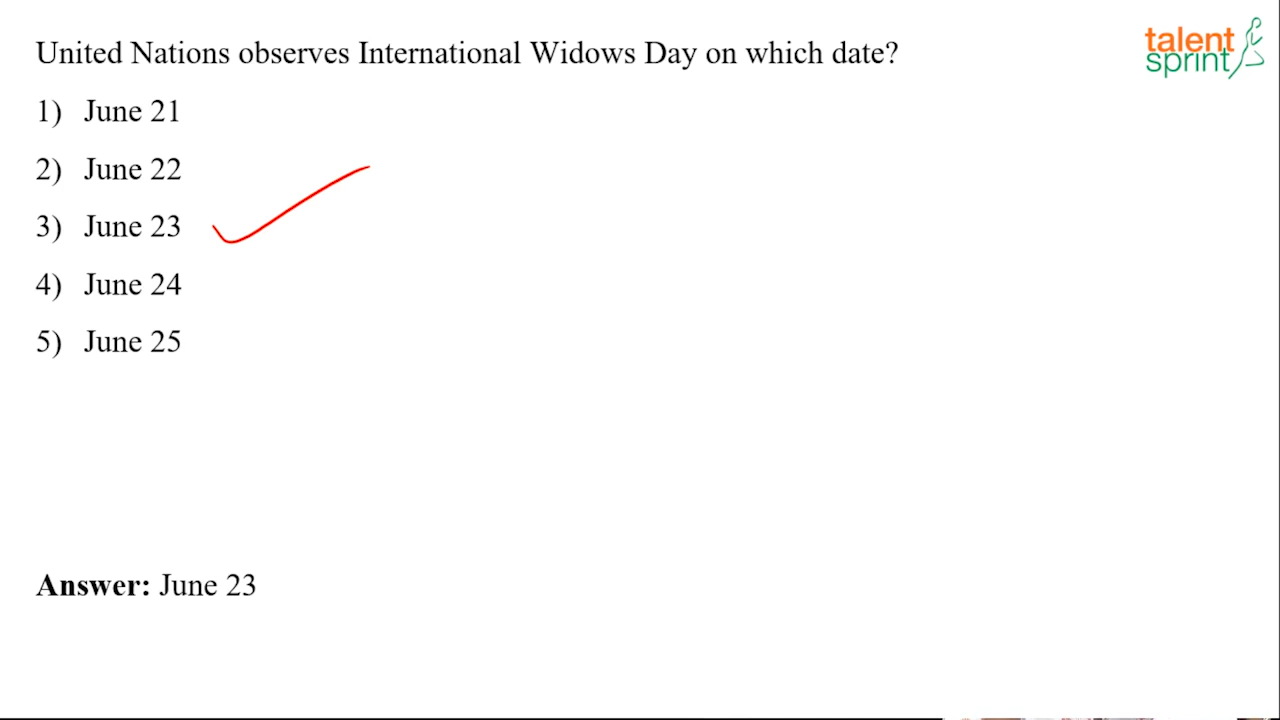 United Nations observes International Widows Day on which date?
talent
sprint
1) June 21
2) June 22
3) June 23
4) June 24
5) June 25
Answer: June 23